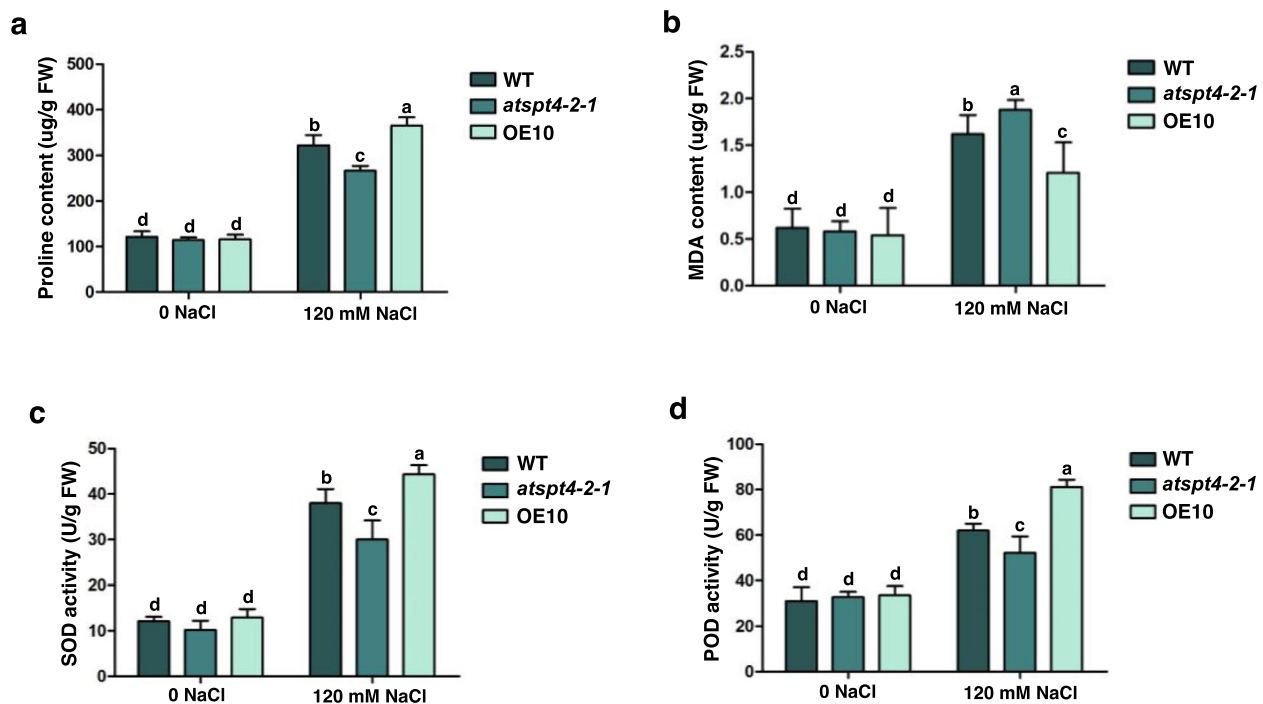 a
Proline content (ug/g FW)
500
400
300
200
100
0
d
d
d
b
c
a
0 NaCl
120 mM NaCl
WT
atspt4-2-1
OE10
b
MDA content (ug/g FW)
2.5
2.0
1.5
1.0
0.5
0.0
d
d
d
b
a
c
0 NaCl
120 mM NaCl
WT
atspt4-2-1
OE10
c
SOD activity (U/g FW)
50
40
30
20
10
0
d
d
d
b
c
a
0 NaCl
120 mM NaCl
WT
atspt4-2-1
OE10
d
POD activity (U/g FW)
100
80
60
40
20
0
d
d
d
b
c
a
0 NaCl
120 mM NaCl
WT
atspt4-2-1
OE10